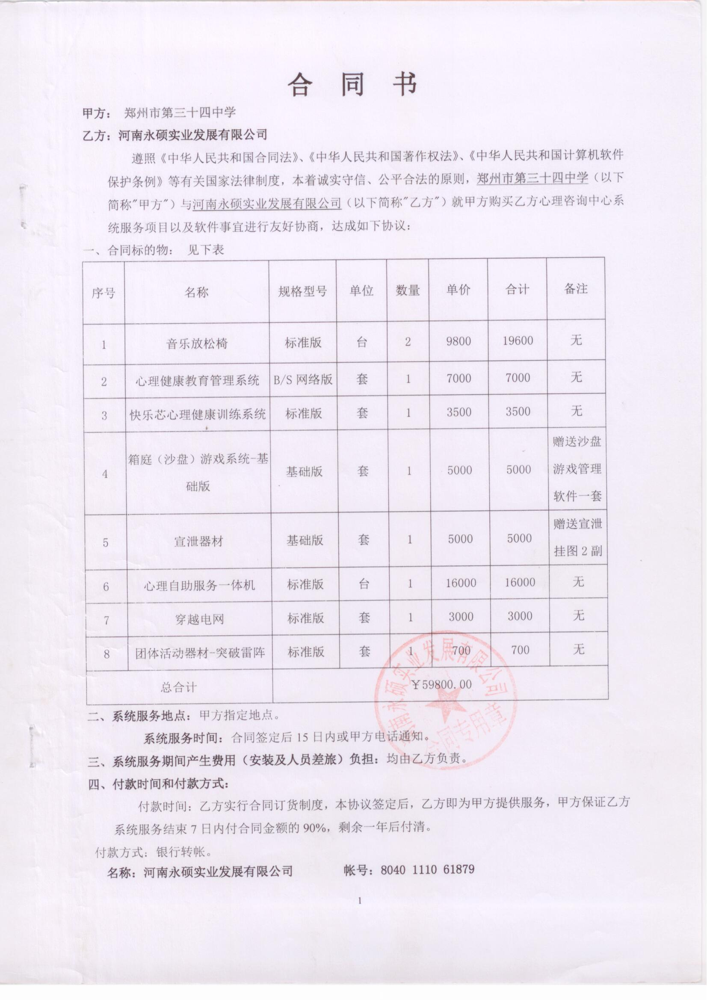 合 同 书
甲方： 郑州市第三十四中学
乙方：河南永硕实业发展有限公司
遵照《中华人民共和国合同法》、《中华人民共和国著作权法》、《中华人民共和国计算机软件
保护条例》等有关国家法律制度，本着诚实守信、公平合法的原则，郑州市第三十四中学（以下
简称"甲方"）与河南永硕实业发展有限公司（以下简称"乙方"）就甲方购买乙方心理咨询中心系
统服务项目以及软件事宜进行友好协商，达成如下协议：
一、合同标的物： 见下表
序号 名称 规格型号 单位 数量 单价 合计 备注
1 音乐放松椅 标准版 台 2 9800 19600 无
2 心理健康教育管理系统 B/S 网络版 套 1 7000 7000 无
3 快乐芯心理健康训练系统 标准版 套 1 3500 3500 无
4 箱庭（沙盘）游戏系统-基
础版 基础版 套 1 5000 5000 赠送沙盘
游戏管理
软件一套
5 宣泄器材 基础版 套 1 5000 5000 赠送宣泄
挂图 2 副
6 心理自助服务一体机 标准版 台 1 16000 16000 无
7 穿越电网 标准版 套 1 3000 3000 无
8 团体活动器材-突破雷阵 标准版 套 1 700 700 无
总合计 ￥59800.00
河南永硕实业发展有限公司
合同专用章
二、系统服务地点：甲方指定地点。
系统服务时间：合同签定后 15 日内或甲方电话通知。
三、系统服务期间产生费用（安装及人员差旅）负担：均由乙方负责。
四、付款时间和付款方式：
付款时间：乙方实行合同订货制度，本协议签定后，乙方即为甲方提供服务，甲方保证乙方
系统服务结束 7 日内付合同金额的 90%，剩余一年后付清。
付款方式：银行转帐。
名称：河南永硕实业发展有限公司 帐号：8040 1110 61879
1